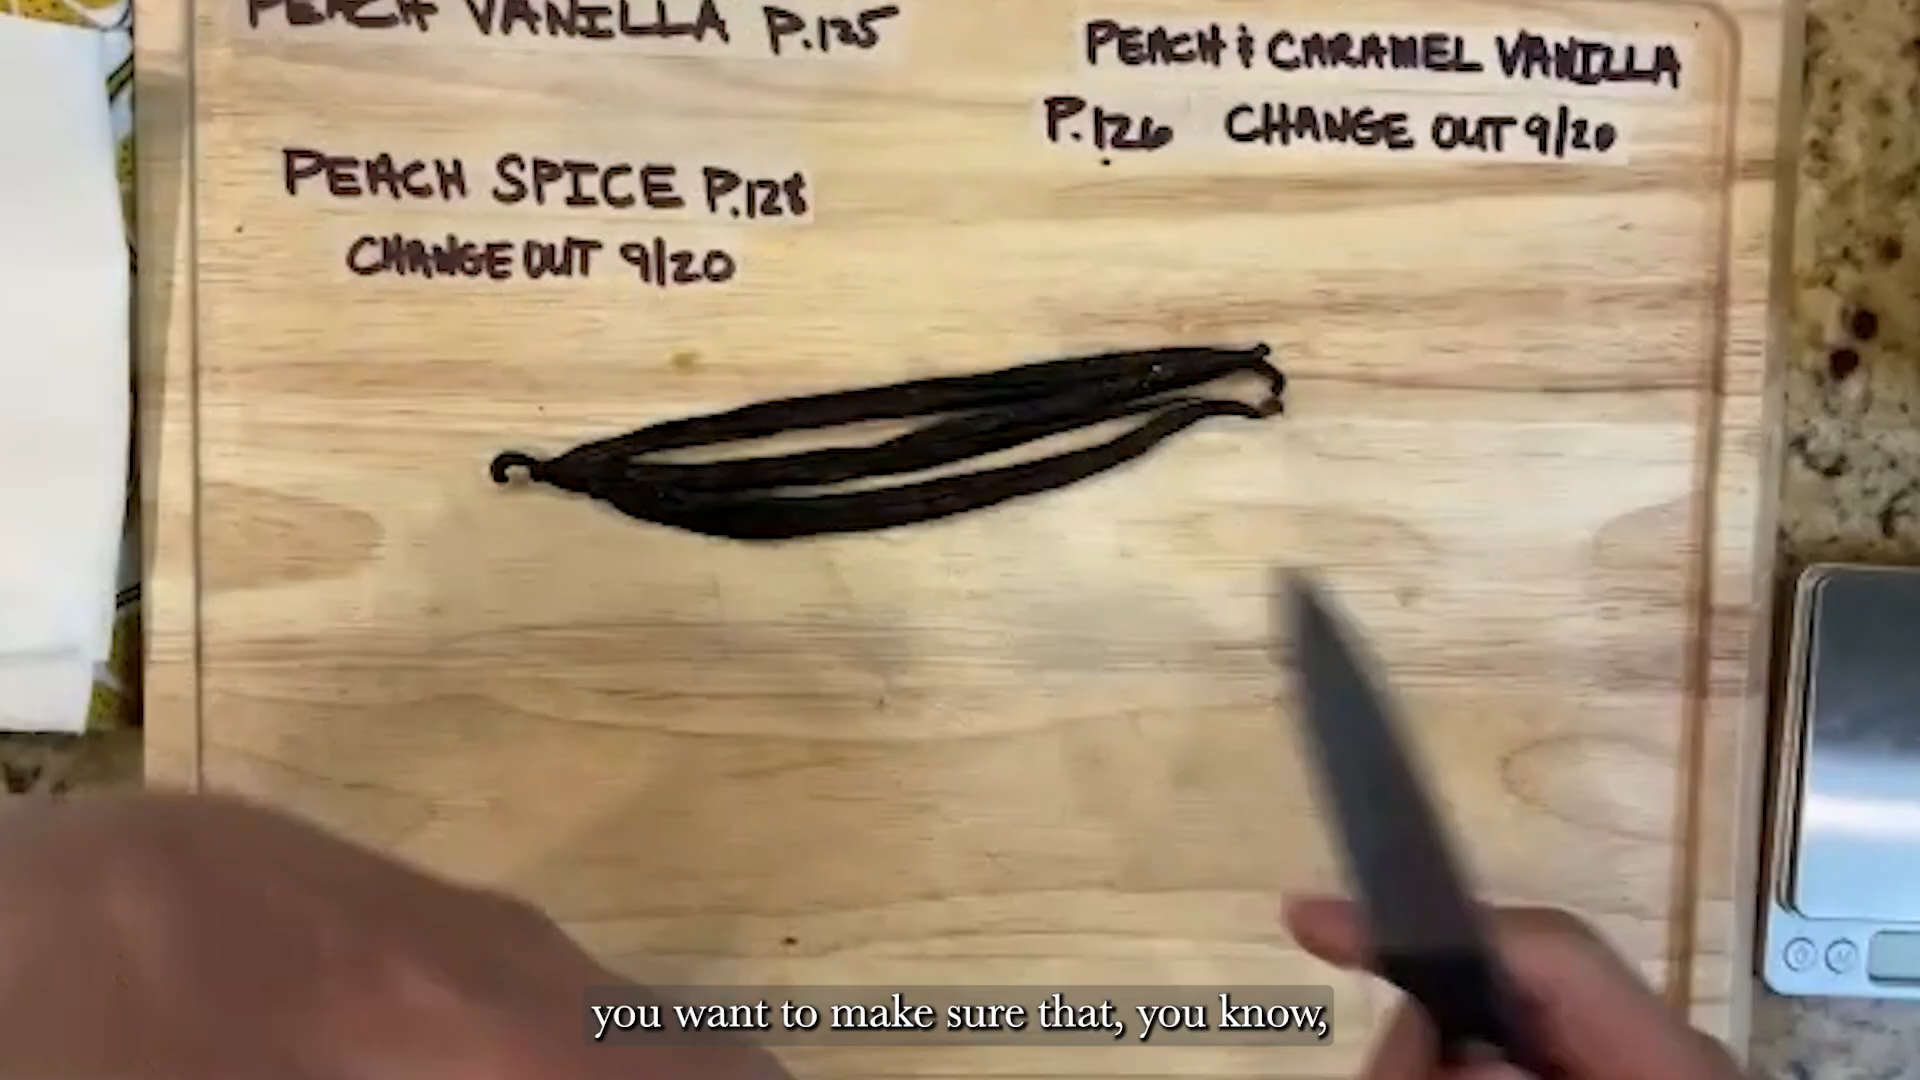 PEACH VANILLA P.125
PEACH & CARAMEL VANILLA
P.126 CHANGE OUT 9/20
PEACH SPICE P.128
CHANGE OUT 9/20
you want to make sure that, you know,